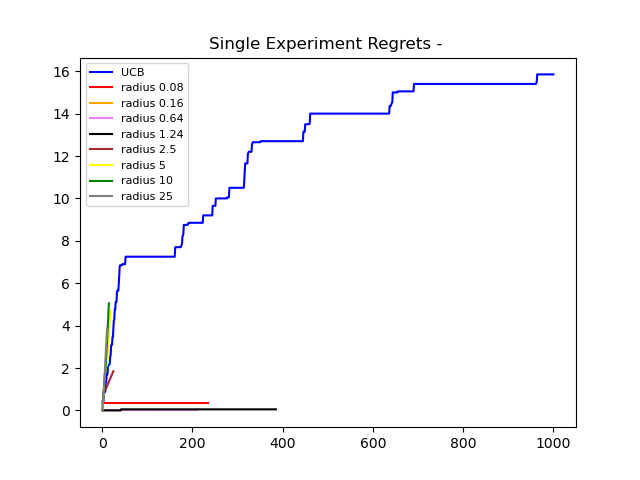 Single Experiment Regrets -
16
14
12
10
8
6
4
2
0
UCB
radius 0.08
radius 0.16
radius 0.64
radius 1.24
radius 2.5
radius 5
radius 10
radius 25
0 200 400 600 800 1000